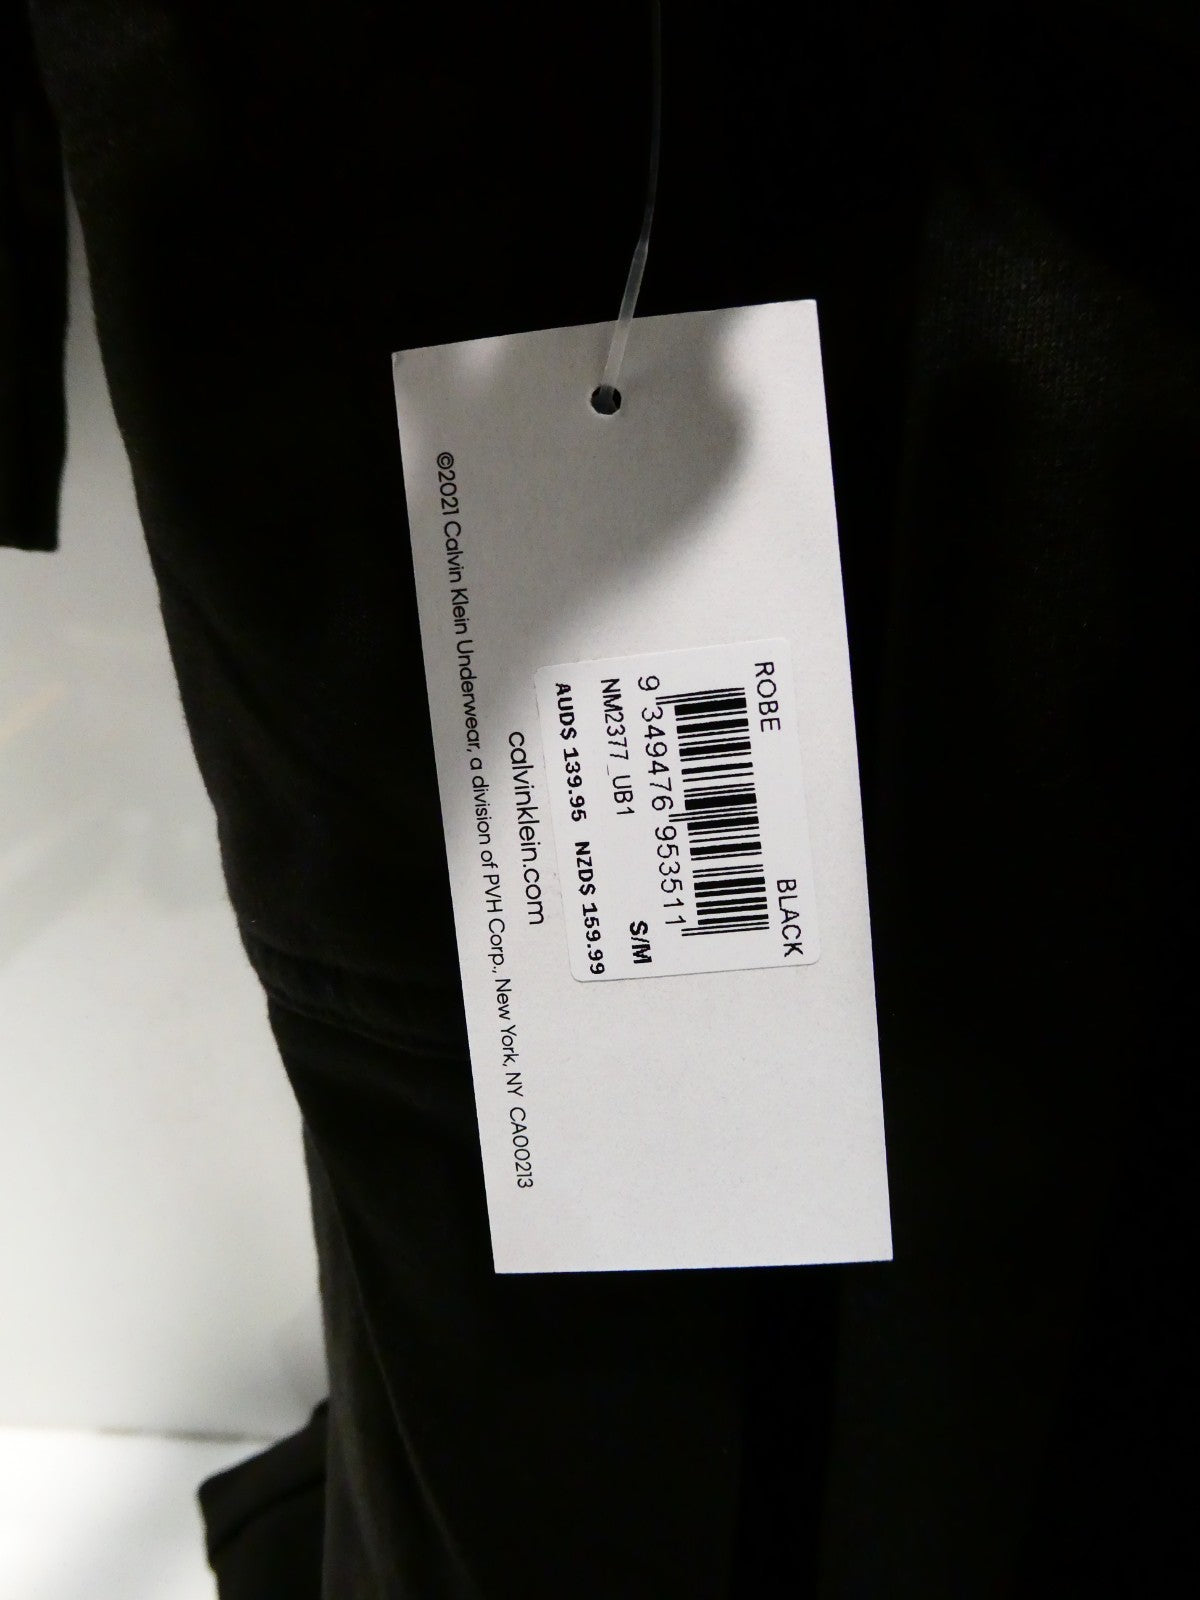 ROBE BLACK
9 349476 953511
NM2377_UB1 S/M
AUD$ 139.95 NZD$ 159.99
calvinklein.com
©2021 Calvin Klein Underwear, a division of PVH Corp., New York, NY CA00213